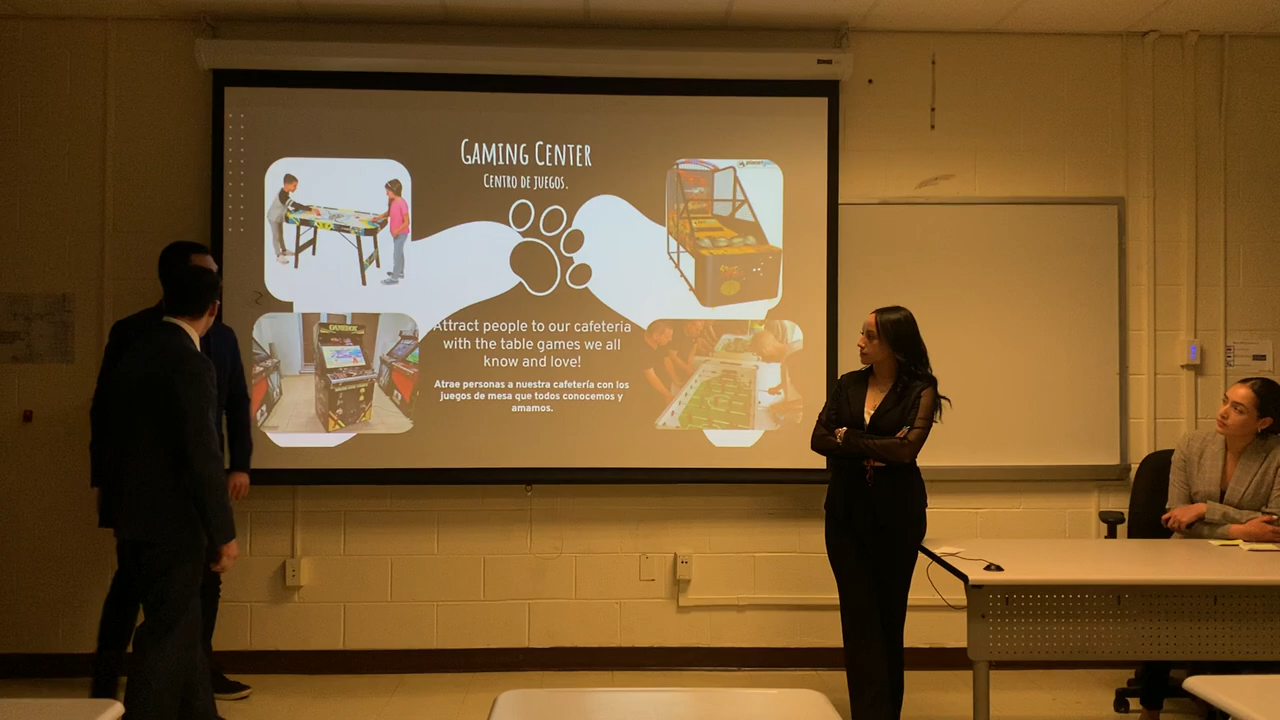 GAMING CENTER
CENTRO DE JUEGOS.
Attract people to our cafeteria
with the table games we all
know and love!
Atrae personas a nuestra cafetería con los
juegos de mesa que todos conocemos y
amamos.